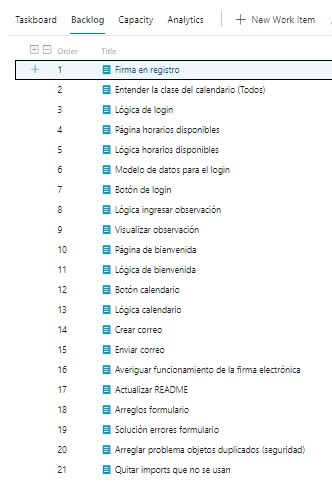 Taskboard Backlog Capacity Analytics + New Work Item
Order Title
1 Firma en registro
2 Entender la clase del calendario (Todos)
3 Lógica de login
4 Página horarios disponibles
5 Lógica horarios disponibles
6 Modelo de datos para el login
7 Botón de login
8 Lógica ingresar observación
9 Visualizar observación
10 Página de bienvenida
11 Lógica de bienvenida
12 Botón calendario
13 Lógica calendario
14 Crear correo
15 Enviar correo
16 Averiguar funcionamiento de la firma electrónica
17 Actualizar README
18 Arreglos formulario
19 Solución errores formulario
20 Arreglar problema objetos duplicados (seguridad)
21 Quitar imports que no se usan